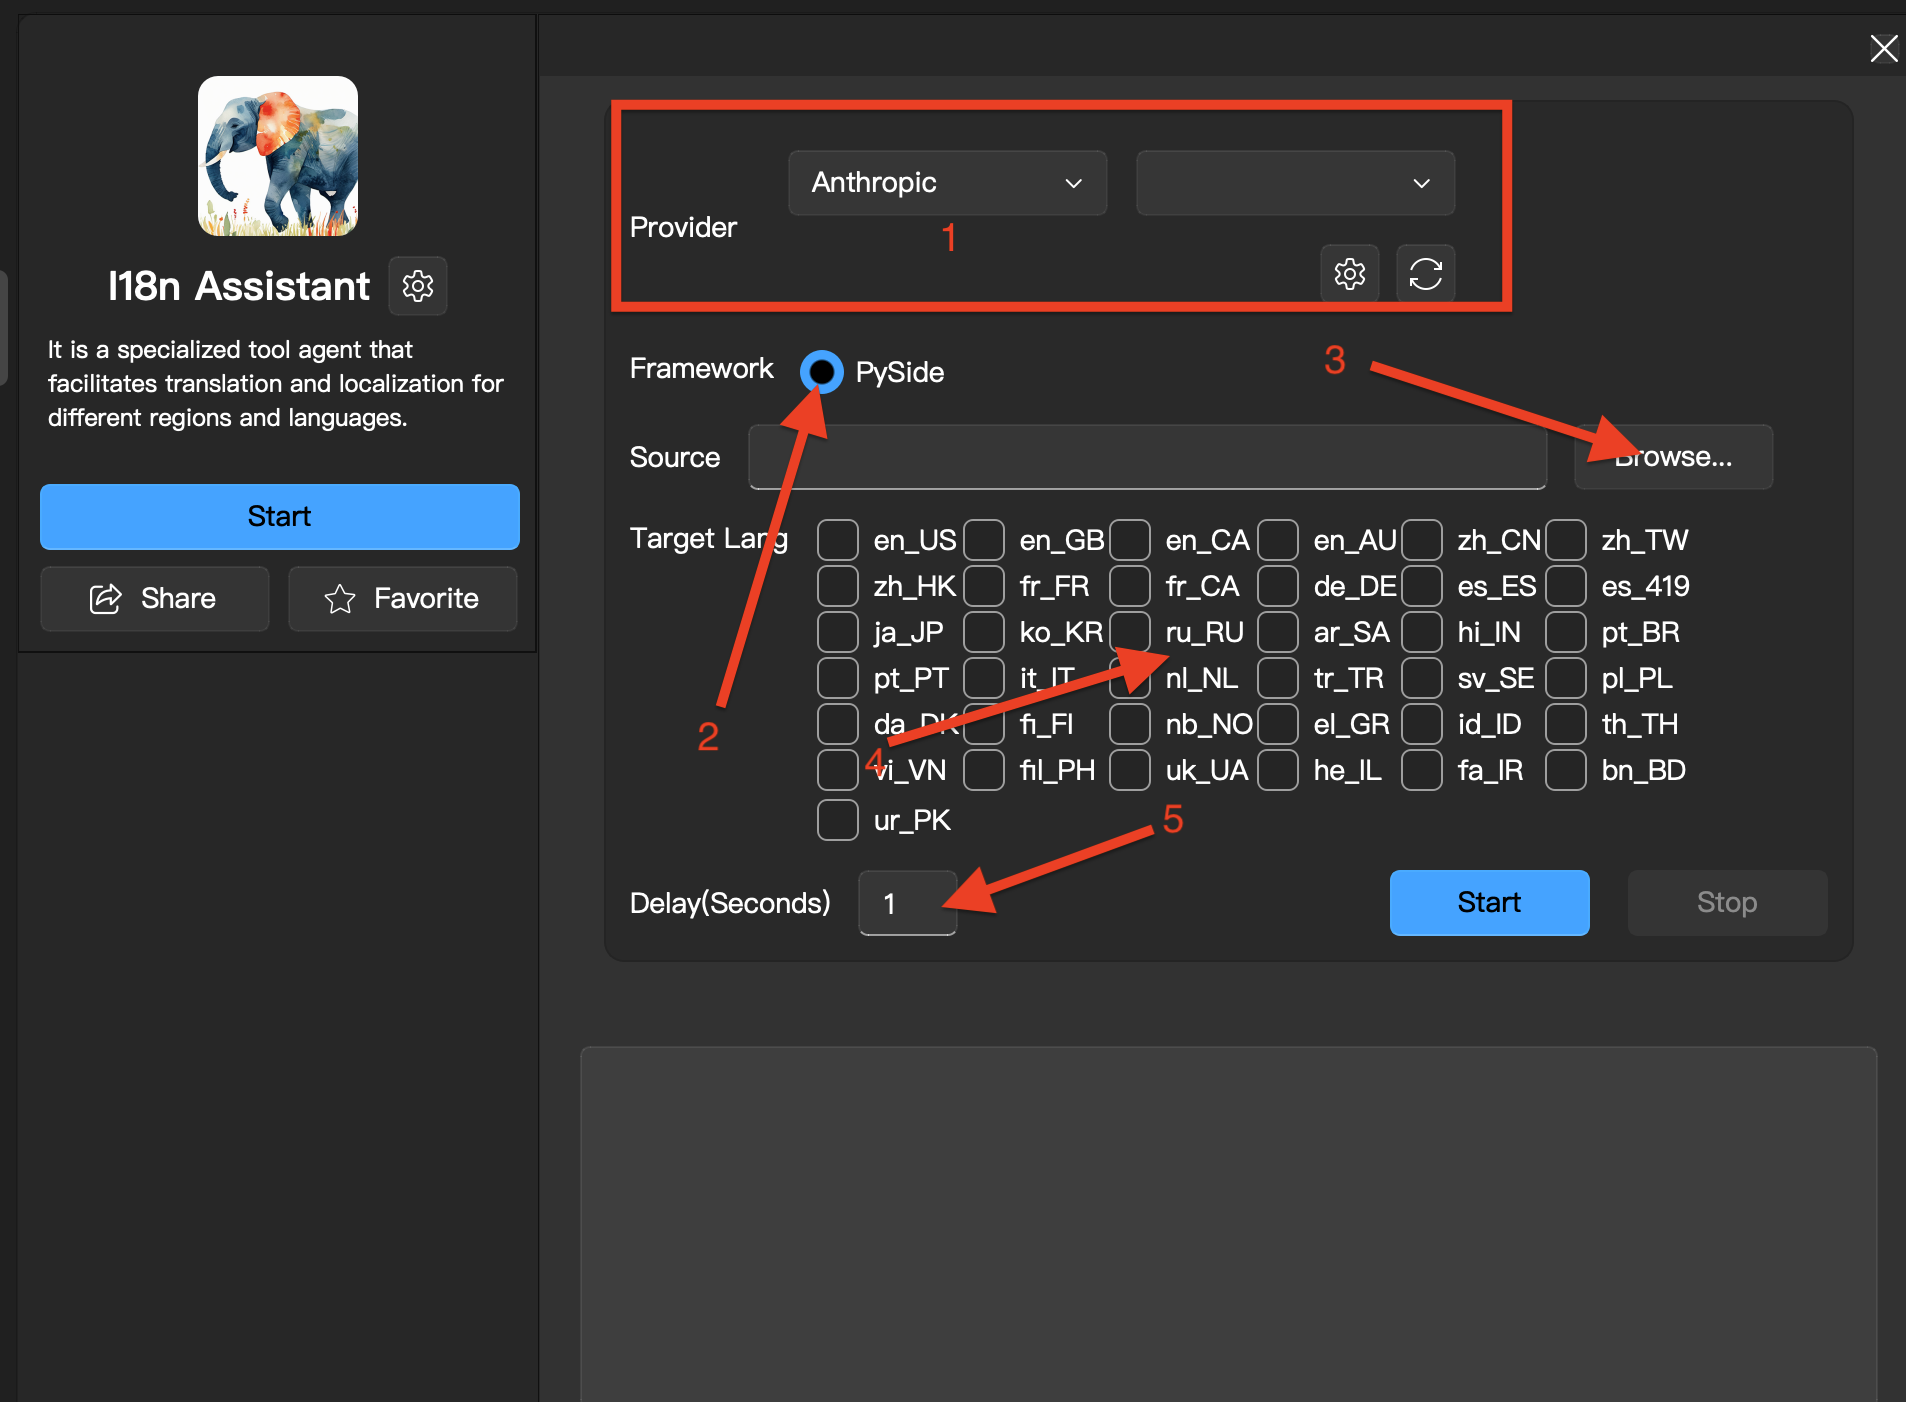 I18n Assistant
It is a specialized tool agent that
facilitates translation and localization for
different regions and languages.
Start
Share
Favorite
Provider
Anthropic
1
Framework
PySide
3
Source
Browse...
Target Lang
en_US en_GB en_CA en_AU zh_CN zh_TW
zh_HK fr_FR fr_CA de_DE es_ES es_419
ja_JP ko_KR ru_RU ar_SA hi_IN pt_BR
pt_PT it_IT nl_NL tr_TR sv_SE pl_PL
da_DK fi_FI nb_NO el_GR id_ID th_TH
2
4
vi_VN fil_PH uk_UA he_IL fa_IR bn_BD
ur_PK
5
Delay(Seconds)
1
Start
Stop